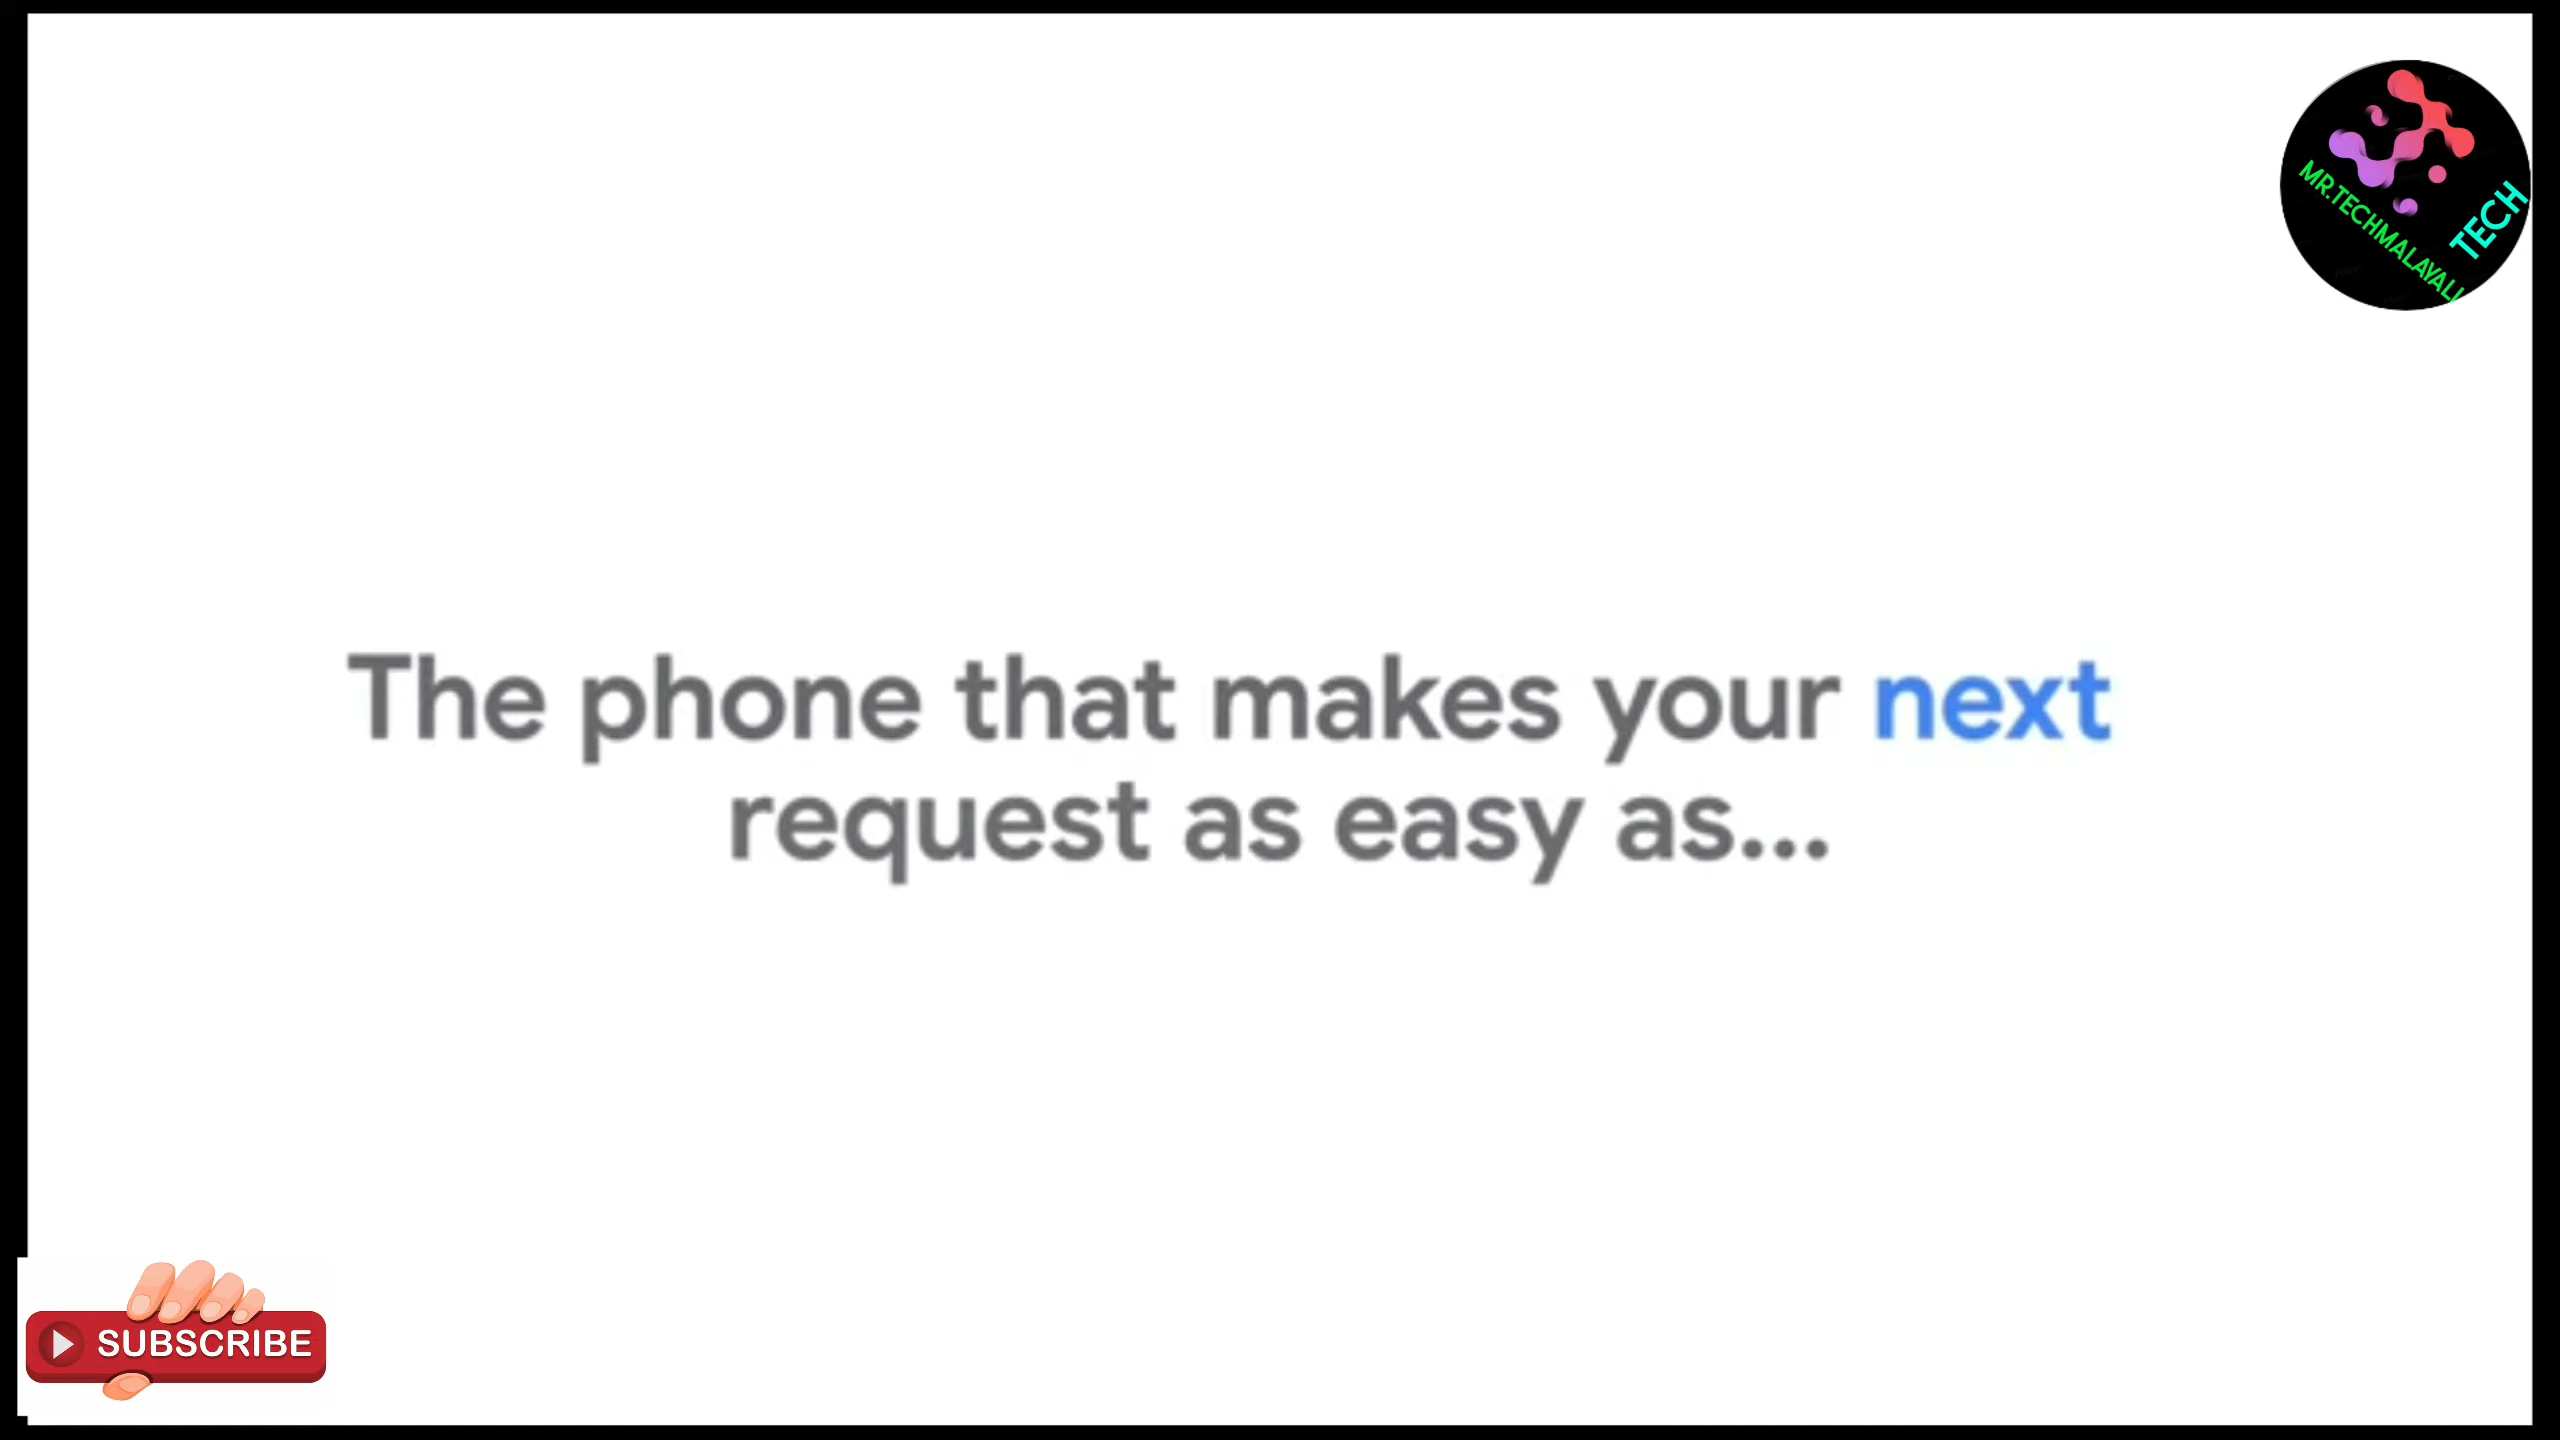 MR.TECHMALAYALI
TECH
The phone that makes your next
request as easy as...
SUBSCRIBE